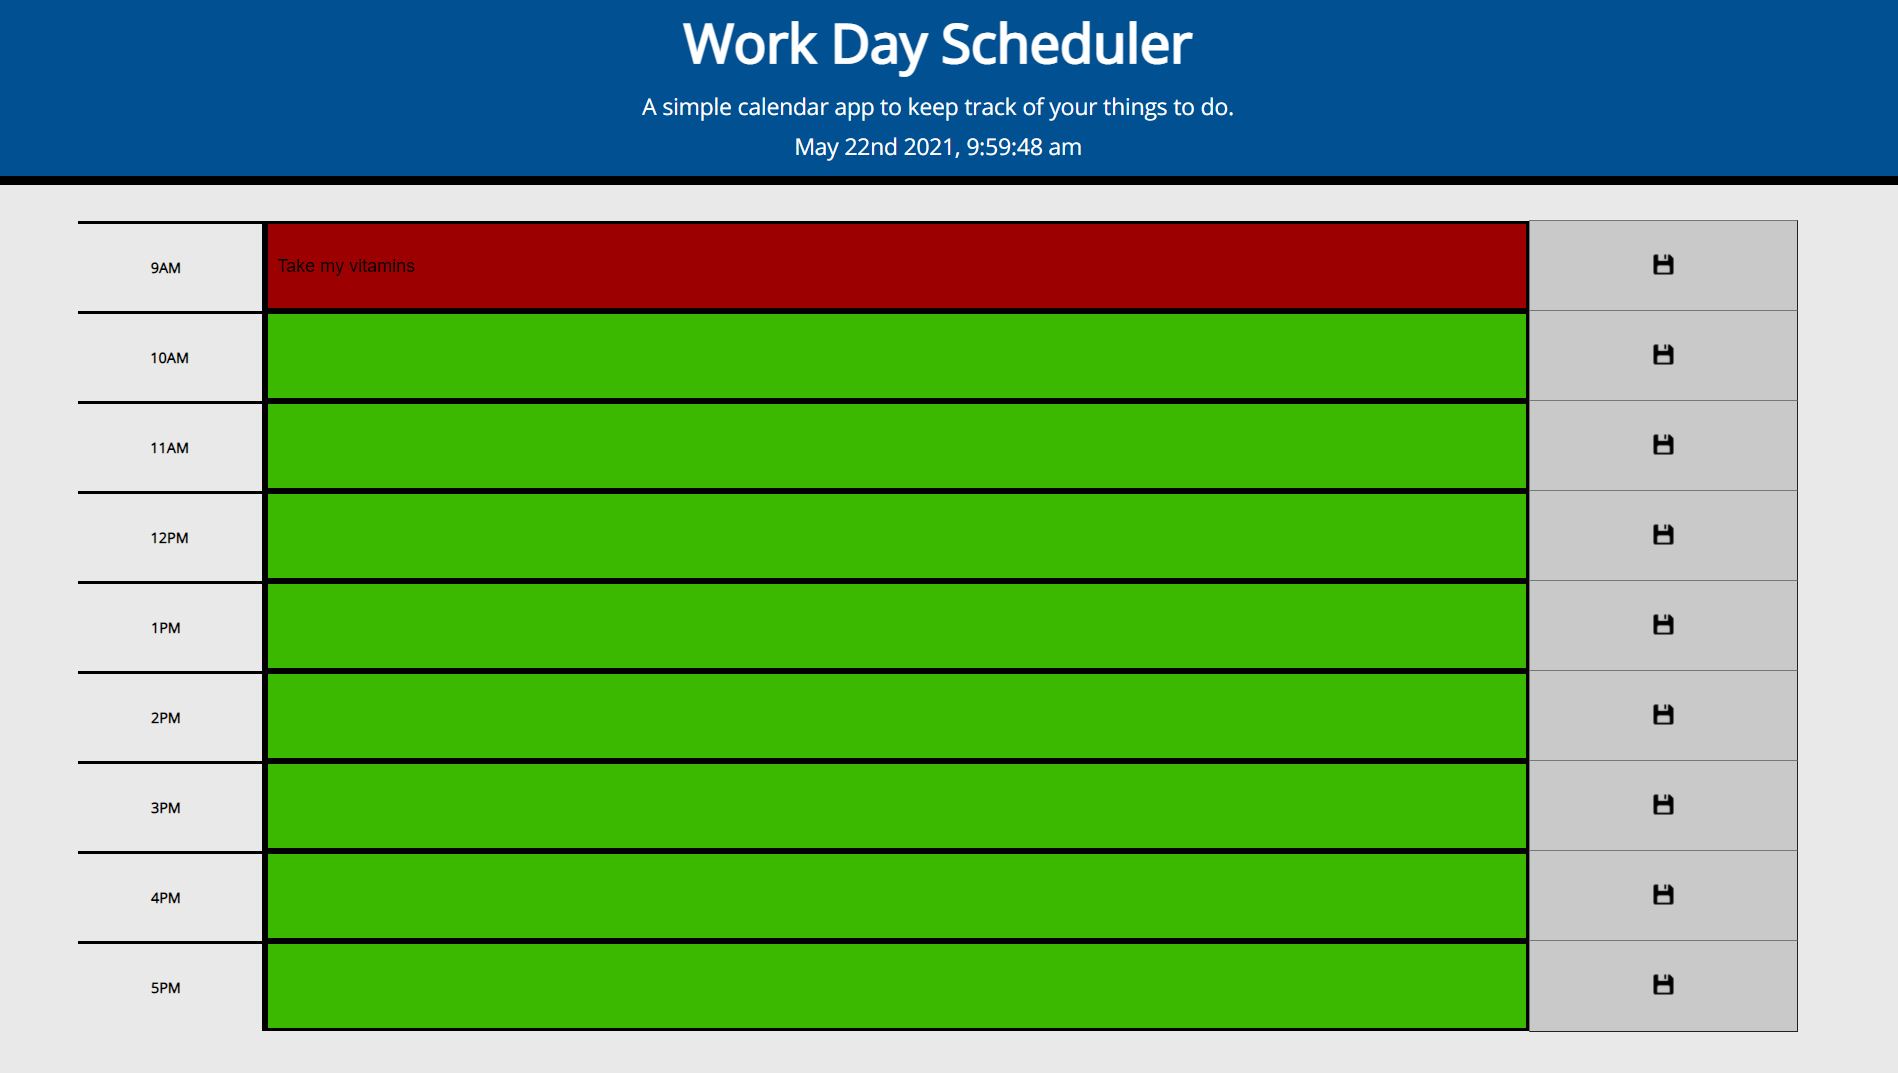 Work Day Scheduler
A simple calendar app to keep track of your things to do.
May 22nd 2021, 9:59:48 am
9AM
Take my vitamins
10AM
11AM
12PM
1PM
2PM
3PM
4PM
5PM